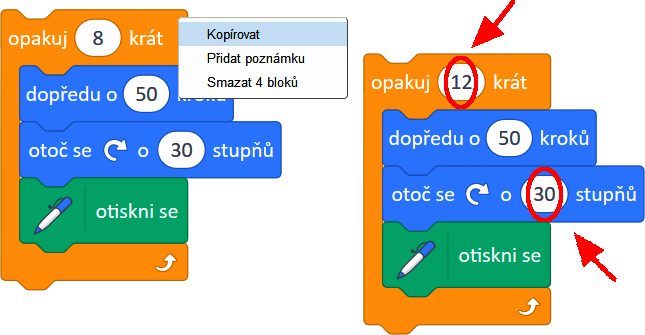 opakuj 8 krát
Kopírovat
Přidat poznámku
Smazat 4 bloků
dopředu o 50 kroků
otoč se o 30 stupňů
otiskni se
opakuj 12 krát
dopředu o 50 kroků
otoč se o 30 stupňů
otiskni se